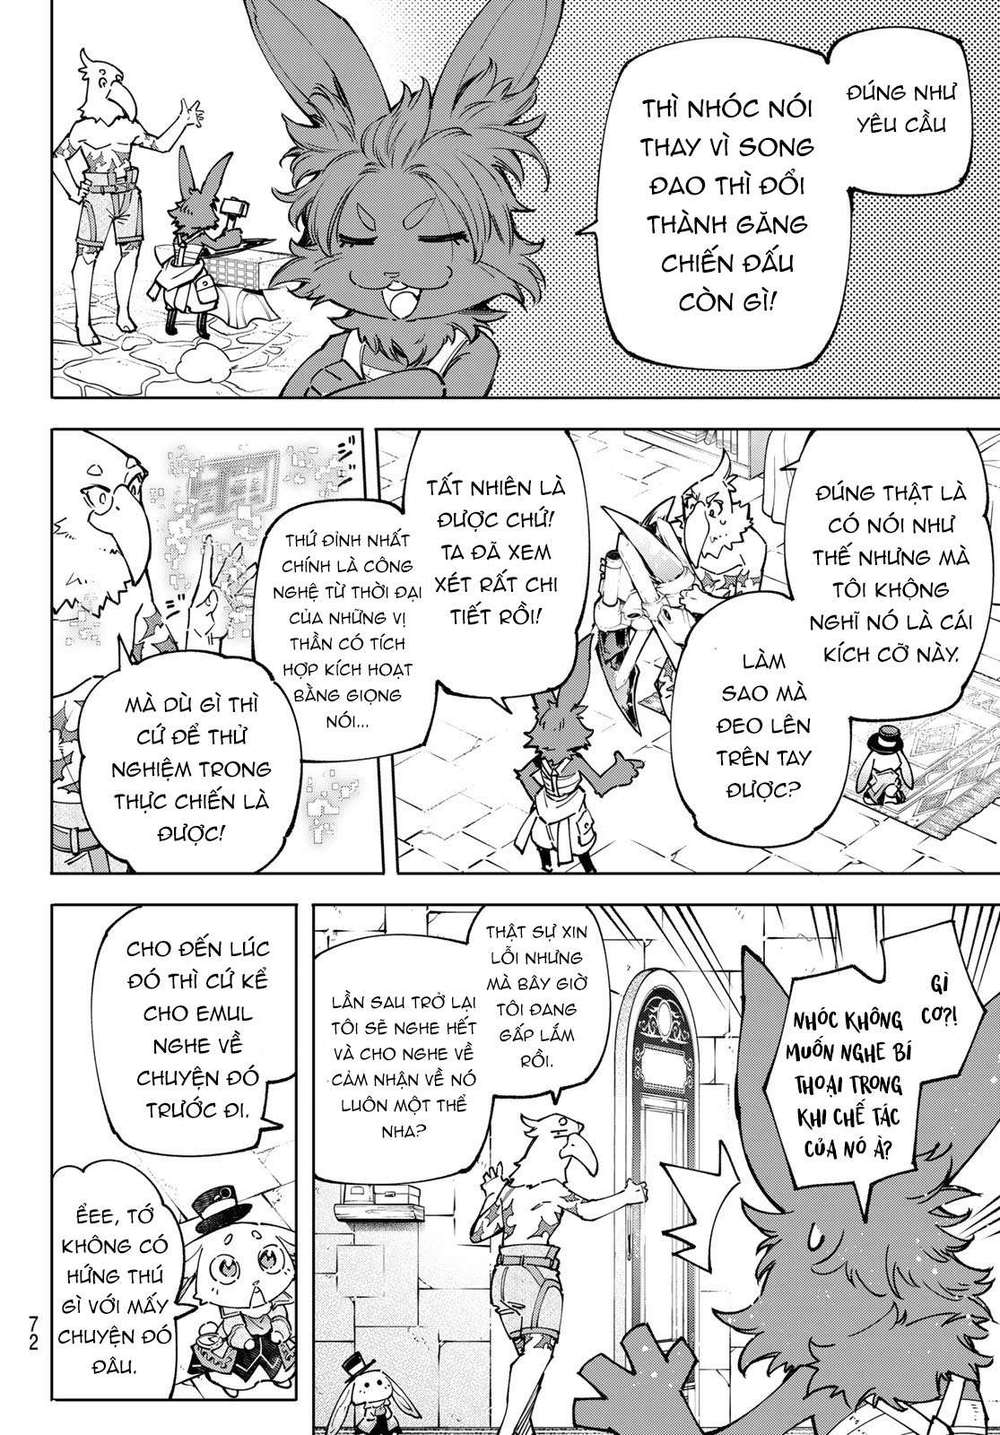 ĐÚNG NHƯ
YÊU CẦU
THÌ NHÓC NÓI
THAY VÌ SONG
ĐAO THÌ ĐỔI
THÀNH GĂNG
CHIẾN ĐẤU
CÒN GÌ!
ĐÚNG THẬT LÀ
CÓ NÓI NHƯ
THẾ NHƯNG MÀ
TÔI KHỌNG
NGHĨ NÓ LÀ CÁI
KÍCH CỠ NÀY.
LÀM
SAO MÀ
ĐEO LÊN
TRÊN TAY
ĐƯỢC?
TẤT NHIÊN LÀ
ĐƯỢC CHỨ!
TA ĐÃ XEM
XÉT RẤT CHI
TIẾT RỒI!
THỨ ĐỈNH NHẤT
CHÍNH LÀ CÔNG
NGHỆ TỪ THỜI ĐẠI
CỦA NHỮNG VỊ
THẦN CÓ TÍCH
HỢP KÍCH HOẠT
BẰNG GIỌNG
NÓI...
MÀ DÙ GÌ THÌ
CỨ ĐỂ THỬ
NGHIỆM TRONG
THỰC CHIẾN LÀ
ĐƯỢC!
GÌ
CƠ?!
NHÓC KHÔNG
MUỐN NGHE BÍ
THOẠI TRONG
KHI CHẾ TÁC
CỦA NÓ À?
THẬT SỰ XIN
LỖI NHƯNG
MÀ BÂY GIỜ
TÔI ĐANG
GẤP LẮM
RỒI.
LẦN SAU TRỞ LẠI
TÔI SẼ NGHE HẾT
VÀ CHO NGHE VỀ
CẢM NHẬN VỀ NÓ
LUÔN MỘT THỂ
NHA?
CHO ĐẾN LÚC
ĐÓ THÌ CỨ KỂ
CHO EMUL
NGHE VỀ
CHUYỆN ĐÓ
TRƯỚC ĐI.
ỀEE, TỚ
KHÔNG CÓ
HỨNG THÚ
GÌ VỚI MẤY
CHUYỆN ĐÓ
ĐÂU.
72